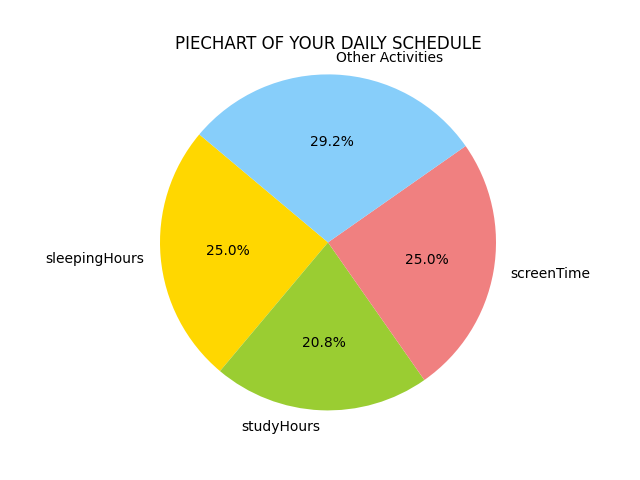 PIECHART OF YOUR DAILY SCHEDULE
Other Activities
29.2%
sleepingHours
25.0%
25.0%
screenTime
20.8%
studyHours